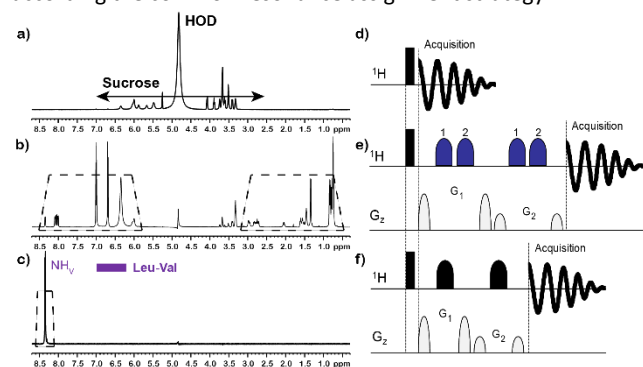 according the common resonance assignment strategy
a)
HOD
Sucrose
8.5 8.0 7.5 7.0 6.5 6.0 5.5 5.0 4.5 4.0 3.5 3.0 2.5 2.0 1.5 1.0 ppm
b)
8.5 8.0 7.5 7.0 6.5 6.0 5.5 5.0 4.5 4.0 3.5 3.0 2.5 2.0 1.5 1.0 ppm
c)
NHV
Leu-Val
8.5 8.0 7.5 7.0 6.5 6.0 5.5 5.0 4.5 4.0 3.5 3.0 2.5 2.0 1.5 1.0 ppm
d)
Acquisition
1H
e)
Acquisition
1 2 1 2
1H
G1
G2
Gz
f)
Acquisition
1H
G1
G2
Gz